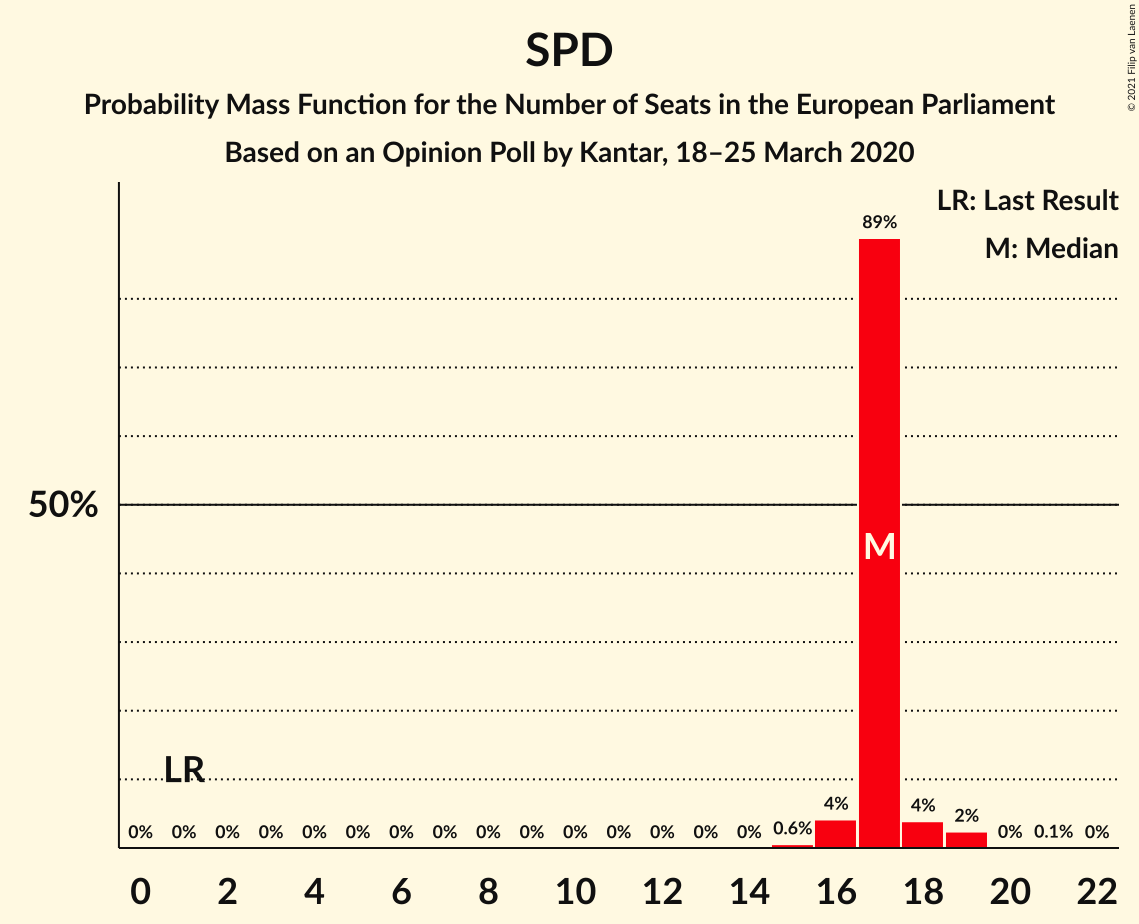 SPD
Probability Mass Function for the Number of Seats in the European Parliament
Based on an Opinion Poll by Kantar, 18–25 March 2020
© 2021 Filip van Laenen
LR: Last Result
M: Median
89%
50%
M
LR
0% 0% 0% 0% 0% 0% 0% 0% 0% 0% 0% 0% 0% 0% 0% 0.6% 4% 4% 2% 0% 0.1% 0%
0 2 4 6 8 10 12 14 16 18 20 22